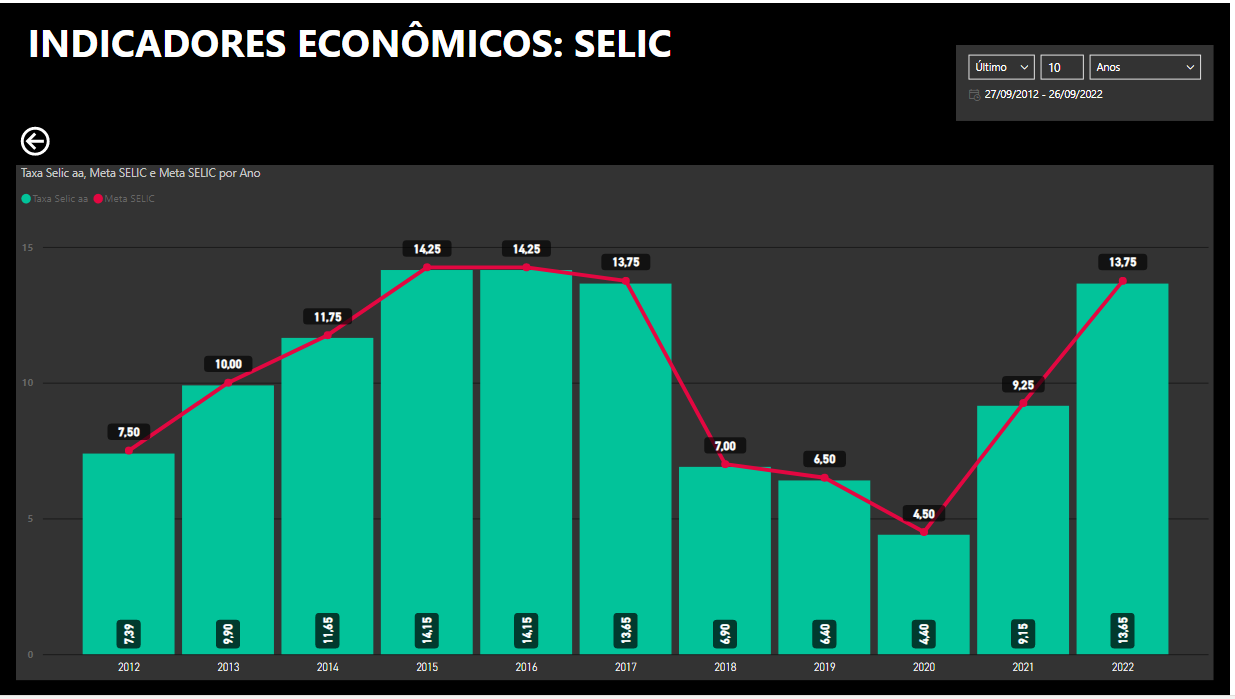 INDICADORES ECONÔMICOS: SELIC
Último 10 Anos
27/09/2012 - 26/09/2022
Taxa Selic aa, Meta SELIC e Meta SELIC por Ano
Taxa Selic aa Meta SELIC
15
10
5
0
7,50 10,00 11,75 14,25 14,25 13,75 7,00 6,50 4,50 9,25 13,75
7,39 9,90 11,65 14,15 14,15 13,65 6,90 6,40 4,40 9,15 13,65
2012 2013 2014 2015 2016 2017 2018 2019 2020 2021 2022